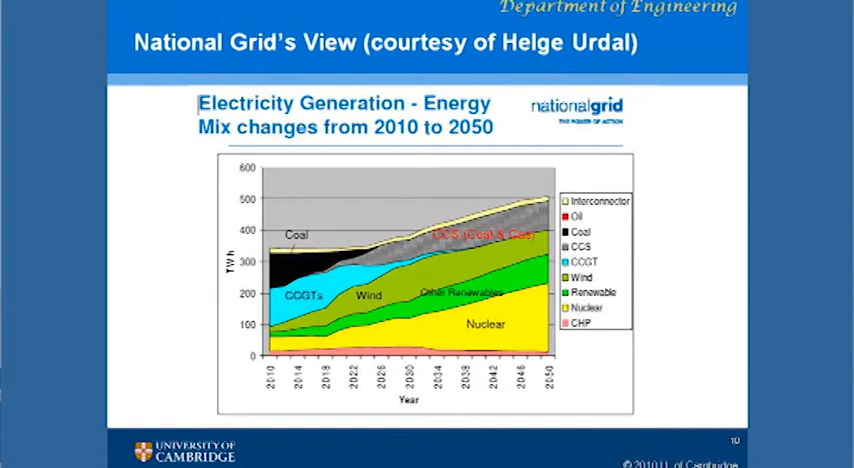 Department of Engineering
National Grid's View (courtesy of Helge Urdal)
Electricity Generation - Energy
Mix changes from 2010 to 2050
nationalgrid
THE POWER OF ACTION
600
500
400
300
200
100
0
TWh
Coal
CCS (Coal & Gas)
CCGTs
Wind
Other Renewables
Nuclear
Interconnector
Oil
Coal
CCS
CCGT
Wind
Renewable
Nuclear
CHP
2010 2014 2018 2022 2026 2030 2034 2038 2042 2046 2050
Year
UNIVERSITY OF
CAMBRIDGE
10
© 2010 U. of Cambridge